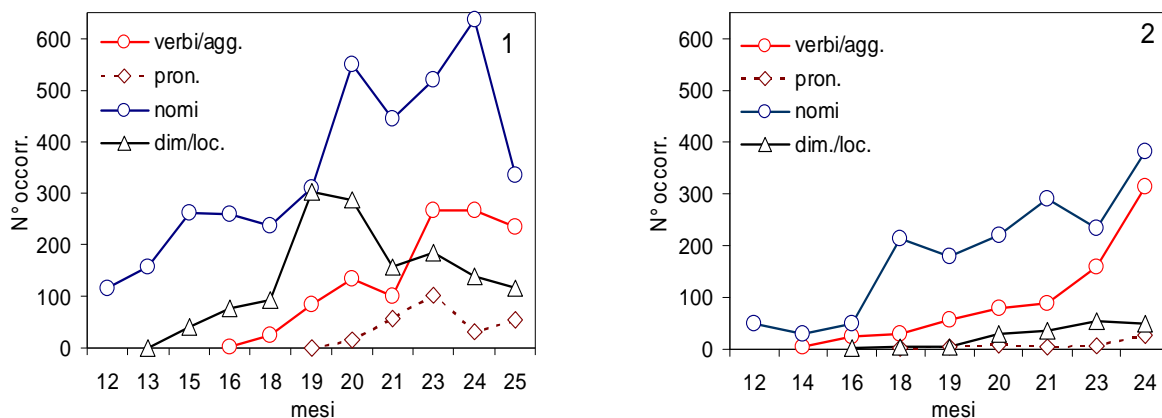 1
N° occorr.
600
500
400
300
200
100
0
verbi/agg.
pron.
nomi
dim/loc.
12 13 15 16 18 19 20 21 23 24 25
mesi
2
N° occorr.
600
500
400
300
200
100
0
verbi/agg.
pron.
nomi
dim./loc.
12 14 16 18 19 20 21 23 24
mesi